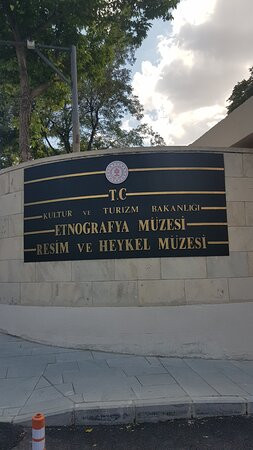 T.C
KÜLTÜR VE TURİZM BAKANLIĞI
ETNOGRAFYA MÜZESİ
RESİM VE HEYKEL MÜZESİ